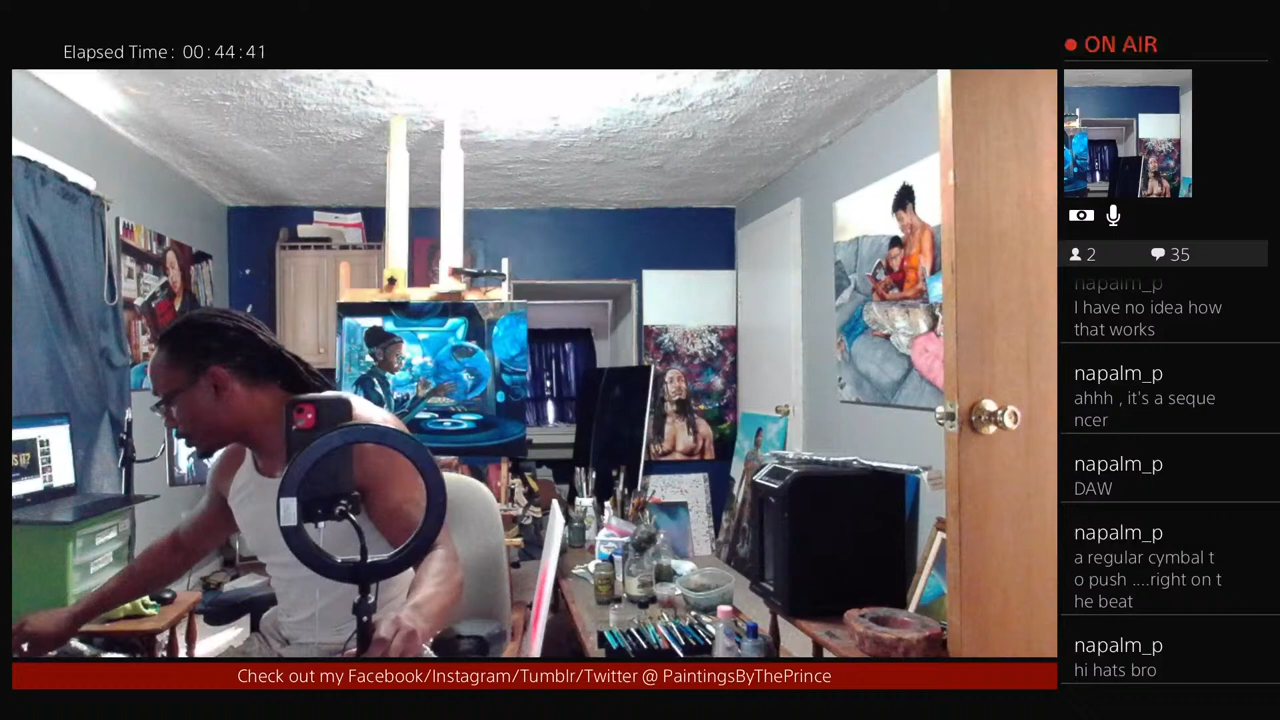 Elapsed Time: 00:44:41
ON AIR
2
35
napalm_p
I have no idea how
that works
napalm_p
ahhh , it's a seque
ncer
napalm_p
DAW
napalm_p
a regular cymbal t
o push ....right on t
he beat
napalm_p
hi hats bro
IS IT?
Check out my Facebook/Instagram/Tumblr/Twitter @ PaintingsByThePrince